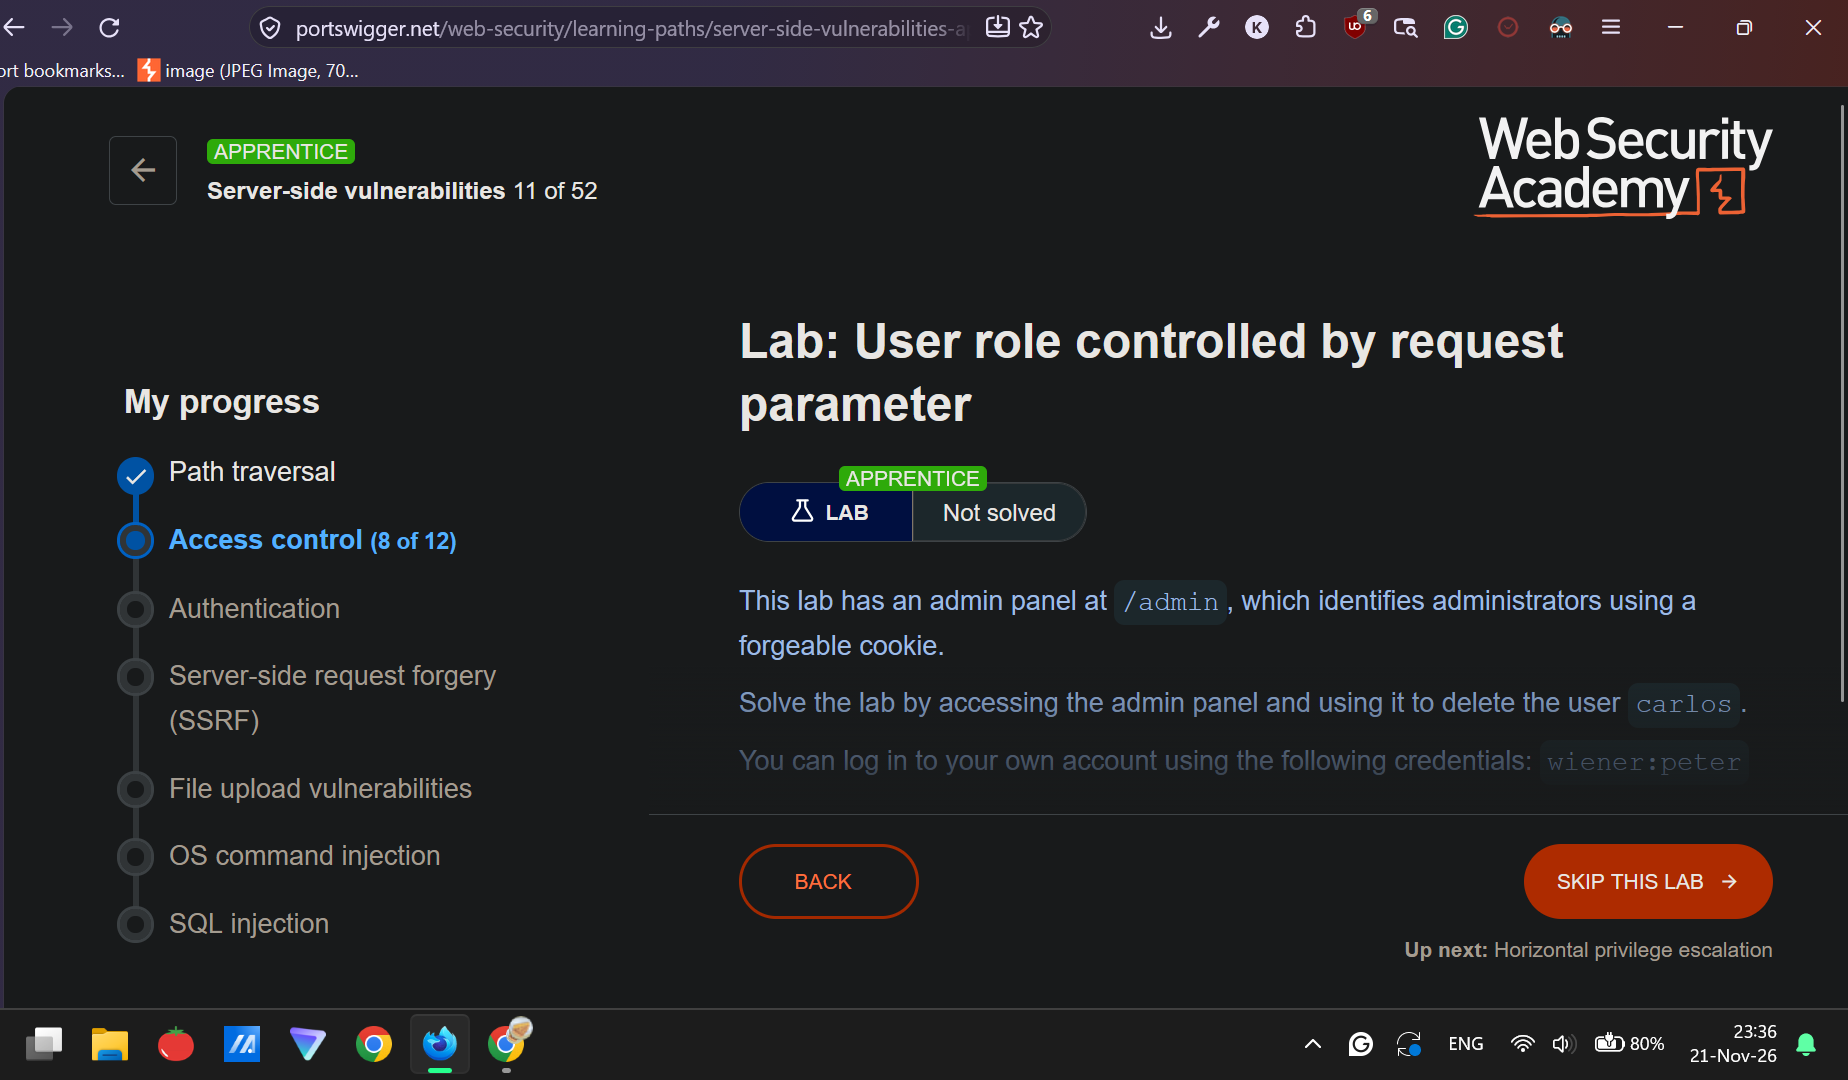 portswigger.net/web-security/learning-paths/server-side-vulnerabilities-a
K
6
ort bookmarks...
image (JPEG Image, 70...
APPRENTICE
Server-side vulnerabilities 11 of 52
Web Security
Academy
My progress
Path traversal
Access control (8 of 12)
Authentication
Server-side request forgery
(SSRF)
File upload vulnerabilities
OS command injection
SQL injection
Lab: User role controlled by request
parameter
APPRENTICE
LAB
Not solved
This lab has an admin panel at /admin, which identifies administrators using a
forgeable cookie.
Solve the lab by accessing the admin panel and using it to delete the user carlos.
You can log in to your own account using the following credentials: wiener:peter
BACK
SKIP THIS LAB
Up next: Horizontal privilege escalation
ENG
80%
23:36
21-Nov-26